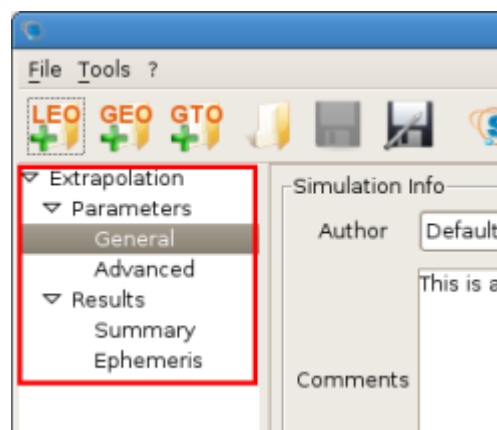 File Tools ?
LEO GEO GTO
Extrapolation
Parameters
General
Advanced
Results
Summary
Ephemeris
Simulation Info
Author Default
This is a
Comments